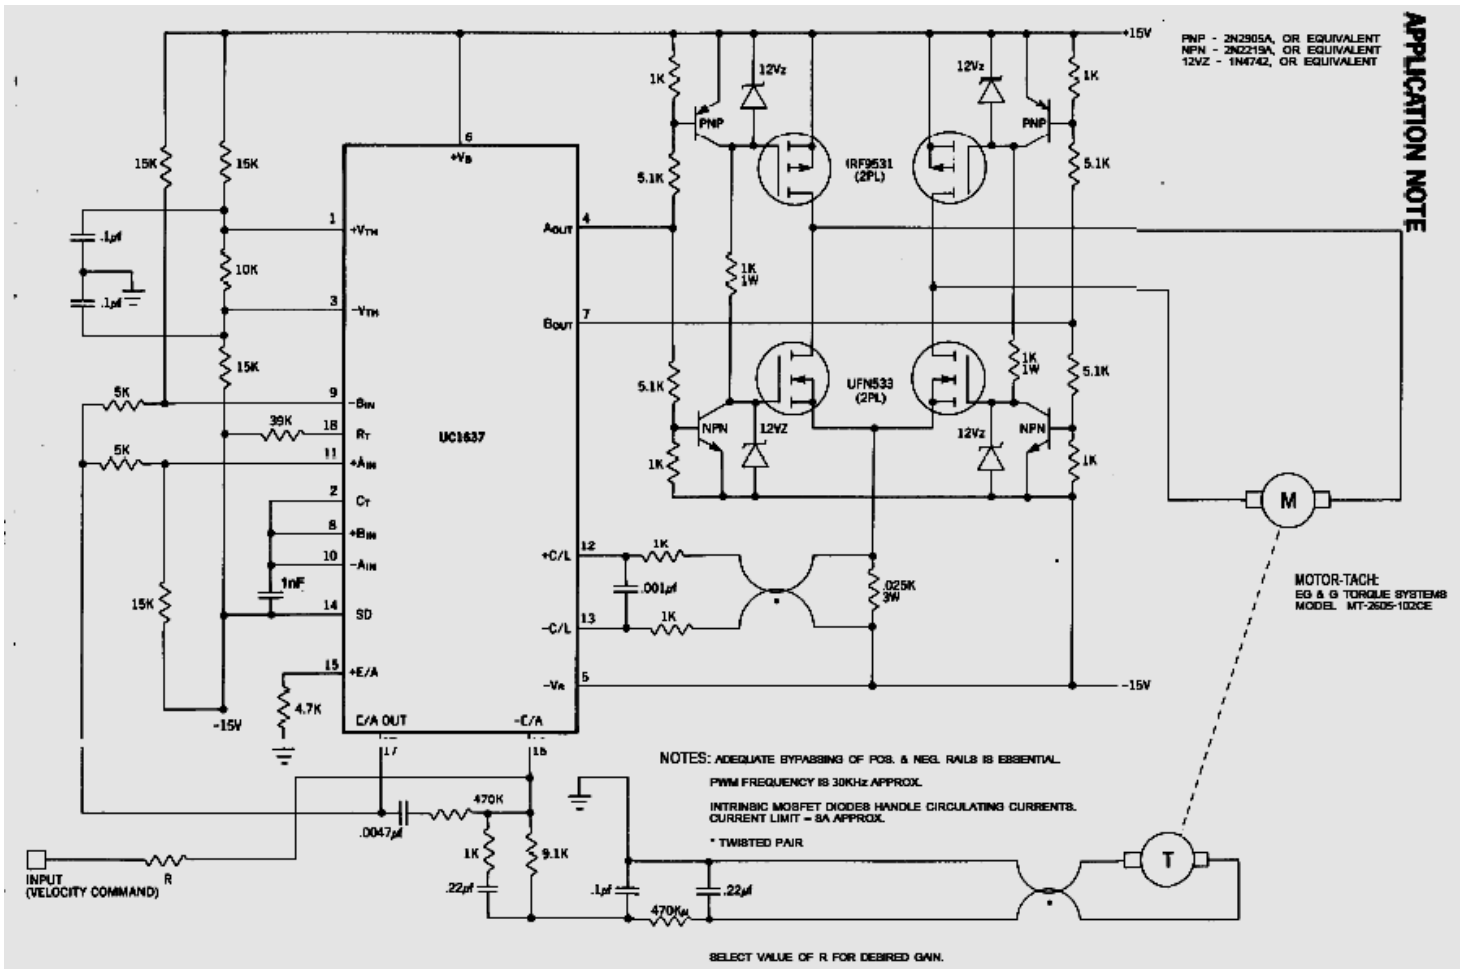 APPLICATION NOTE
PNP - 2N2905A, OR EQUIVALENT
NPN - 2N2219A, OR EQUIVALENT
12VZ - 1N4742, OR EQUIVALENT
+15V
1K
12Vz
12Vz
1K
PNP
PNP
15K
15K
6
+VB
5.1K
IRF9531
(2PL)
5.1K
1
+VTH
AOUT
4
.1µf
10K
1K
1W
.1µf
3
-VTH
BOUT
7
15K
5.1K
UFN533
(2PL)
1K
1W
5.1K
5K
9
-BIN
39K
18
RT
UC1637
NPN
12VZ
12Vz
NPN
5K
11
+AIN
1K
1K
2
CT
M
8
+BIN
+C/L
12
1K
10
-AIN
1nF
.001µf
.025K
3W
MOTOR-TACH:
EG & G TORQUE SYSTEMS
MODEL MT-2605-102CE
15K
14
SD
-C/L
13
1K
15
+E/A
-VR
5
-15V
4.7K
-15V
E/A OUT
-E/A
17
16
NOTES: ADEQUATE BYPASSING OF POS. & NEG. RAILS IS ESSENTIAL.
PWM FREQUENCY IS 30KHz APPROX.
INTRINSIC MOSFET DIODES HANDLE CIRCULATING CURRENTS.
CURRENT LIMIT = 8A APPROX.
* TWISTED PAIR
470K
.0047µf
1K
9.1K
T
INPUT
(VELOCITY COMMAND)
R
.22µf
.1µf
.22µf
470Kµ
*
*
SELECT VALUE OF R FOR DESIRED GAIN.